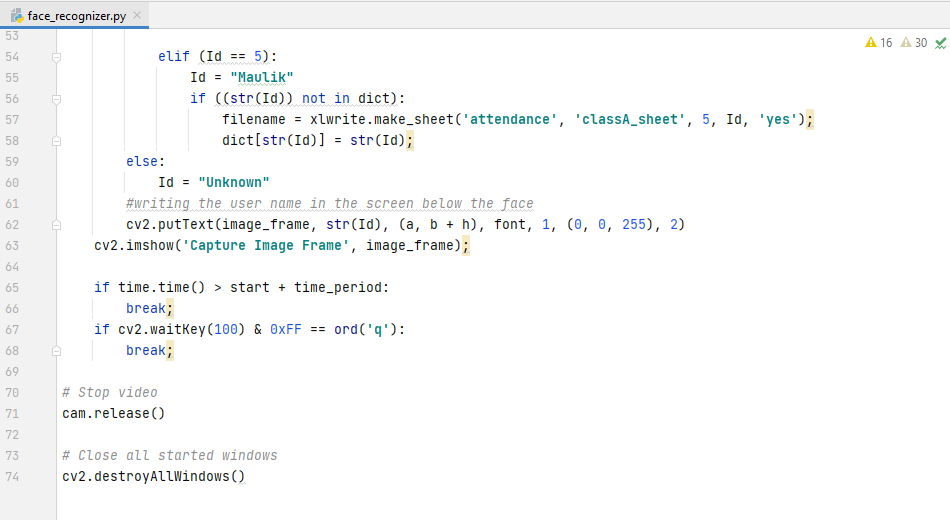 face_recognizer.py
16 30
53
54 elif (Id == 5):
55 Id = "Maulik"
56 if ((str(Id)) not in dict):
57 filename = xlwrite.make_sheet('attendance', 'classA_sheet', 5, Id, 'yes');
58 dict[str(Id)] = str(Id);
59 else:
60 Id = "Unknown"
61 #writing the user name in the screen below the face
62 cv2.putText(image_frame, str(Id), (a, b + h), font, 1, (0, 0, 255), 2)
63 cv2.imshow('Capture Image Frame', image_frame);
64
65 if time.time() > start + time_period:
66 break;
67 if cv2.waitKey(100) & 0xFF == ord('q'):
68 break;
69
70 # Stop video
71 cam.release()
72
73 # Close all started windows
74 cv2.destroyAllWindows()